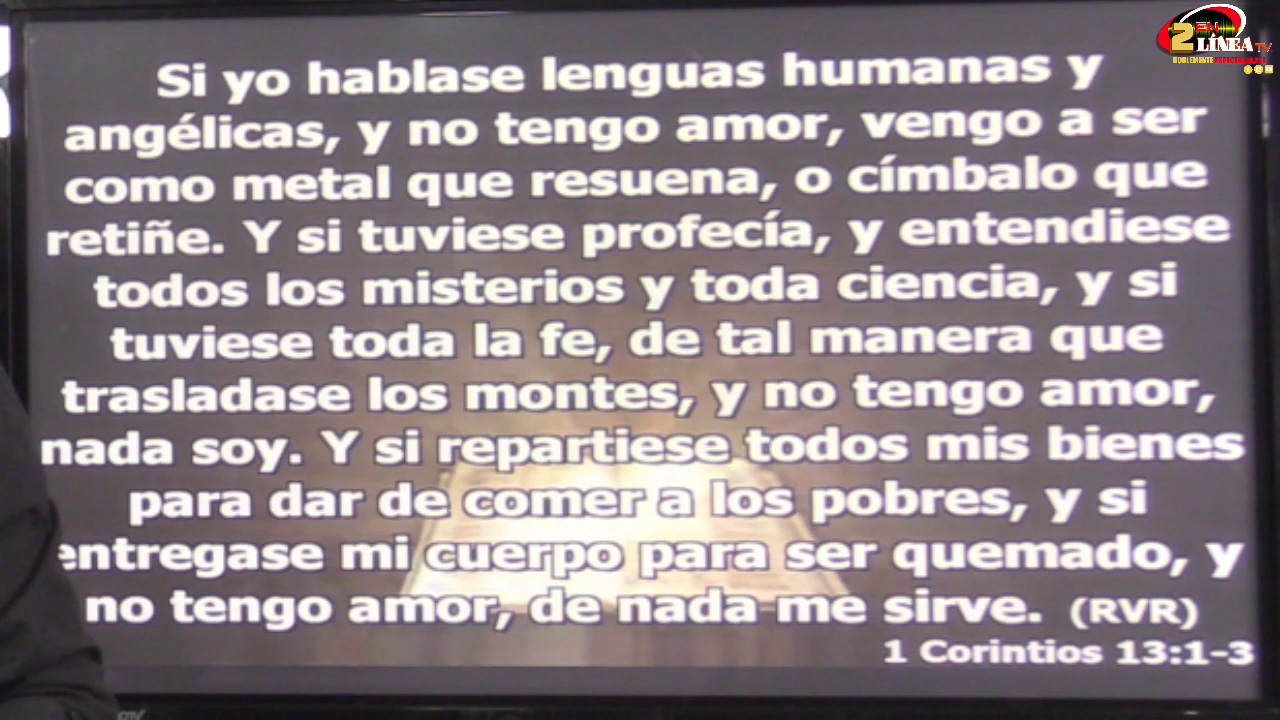 2 EN
LÍNEA TV
Si yo hablase lenguas humanas y
angélicas, y no tengo amor, vengo a ser
como metal que resuena, o címbalo que
retiñe. Y si tuviese profecía, y entendiese
todos los misterios y toda ciencia, y si
tuviese toda la fe, de tal manera que
trasladase los montes, y no tengo amor,
nada soy. Y si repartiese todos mis bienes
para dar de comer a los pobres, y si
entregase mi cuerpo para ser quemado, y
no tengo amor, de nada me sirve. (RVR)
1 Corintios 13:1-3